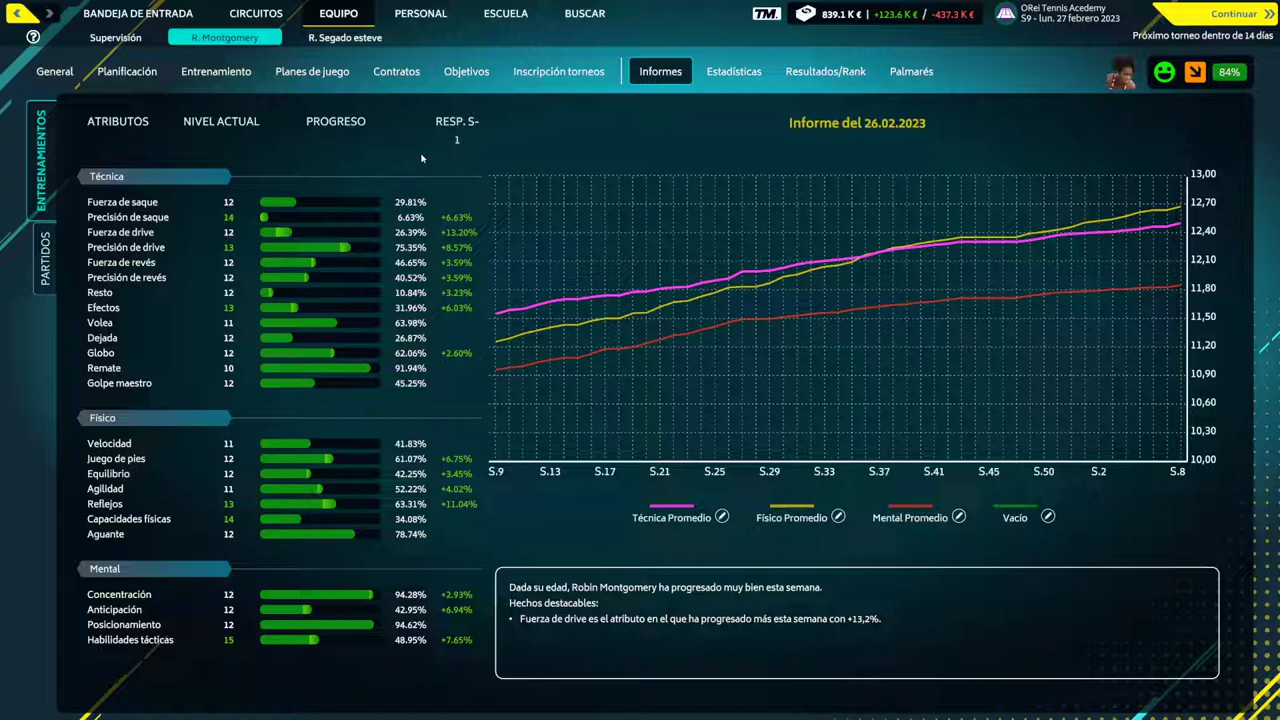 BANDEJA DE ENTRADA CIRCUITOS EQUIPO PERSONAL ESCUELA BUSCAR TM. 839.1 K € | +123.6 K € | -437.3 K € ORei Tennis Acedemy Continuar
S9 - lun. 27 febrero 2023
Supervisión R. Montgomery R. Segado esteve Próximo torneo dentro de 14 días
General Planificación Entrenamiento Planes de juego Contratos Objetivos Inscripción torneos Informes Estadísticas Resultados/Rank Palmarés 84%
ENTRENAMIENTOS
PARTIDOS
ATRIBUTOS NIVEL ACTUAL PROGRESO RESP. S-
1
Técnica
Fuerza de saque 12 29.81%
Precisión de saque 14 6.63% +6.63%
Fuerza de drive 12 26.39% +13.20%
Precisión de drive 13 75.35% +8.57%
Fuerza de revés 12 46.65% +3.59%
Precisión de revés 12 40.52% +3.59%
Resto 12 10.84% +3.23%
Efectos 13 31.96% +6.03%
Volea 11 63.98%
Dejada 12 26.87%
Globo 12 62.06% +2.60%
Remate 10 91.94%
Golpe maestro 12 45.25%
Físico
Velocidad 11 41.83%
Juego de pies 12 61.07% +6.75%
Equilibrio 12 42.25% +3.45%
Agilidad 11 52.22% +4.02%
Reflejos 13 63.31% +11.04%
Capacidades físicas 14 34.08%
Aguante 12 78.74%
Mental
Concentración 12 94.28% +2.93%
Anticipación 12 42.95% +6.94%
Posicionamiento 12 94.62%
Habilidades tácticas 15 48.95% +7.65%
Informe del 26.02.2023
13,00
12,70
12,40
12,10
11,80
11,50
11,20
10,90
10,60
10,30
10,00
S.9 S.13 S.17 S.21 S.25 S.29 S.33 S.37 S.41 S.45 S.50 S.2 S.8
Técnica Promedio Físico Promedio Mental Promedio Vacío
Dada su edad, Robin Montgomery ha progresado muy bien esta semana.
Hechos destacables:
• Fuerza de drive es el atributo en el que ha progresado más esta semana con +13,2%.